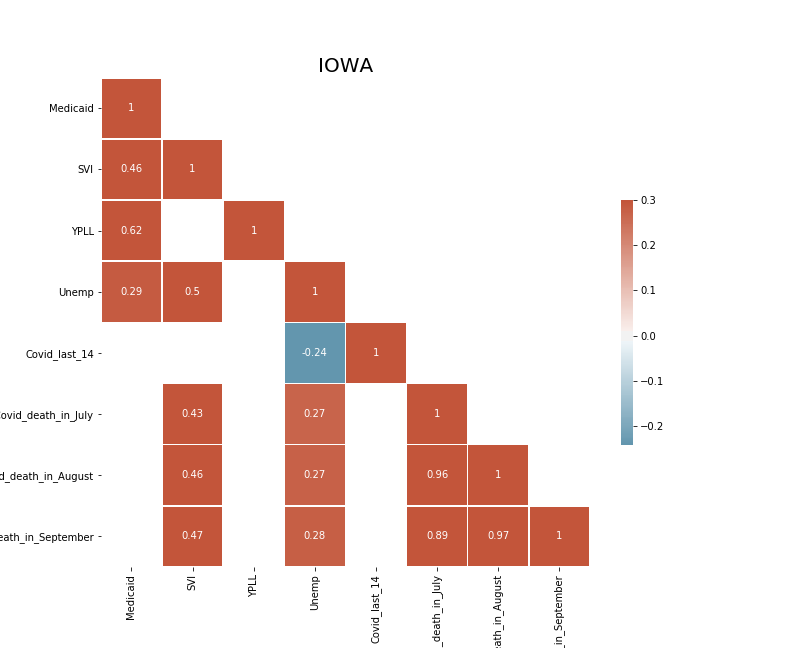 IOWA
Medicaid 1
SVI 0.46 1
YPLL 0.62 1
Unemp 0.29 0.5 1
Covid_last_14 -0.24 1
ovid_death_in_July 0.43 0.27 1
d_death_in_August 0.46 0.27 0.96 1
eath_in_September 0.47 0.28 0.89 0.97 1
Medicaid
SVI
YPLL
Unemp
Covid_last_14
_death_in_July
eath_in_August
_in_September
0.3
0.2
0.1
0.0
−0.1
−0.2